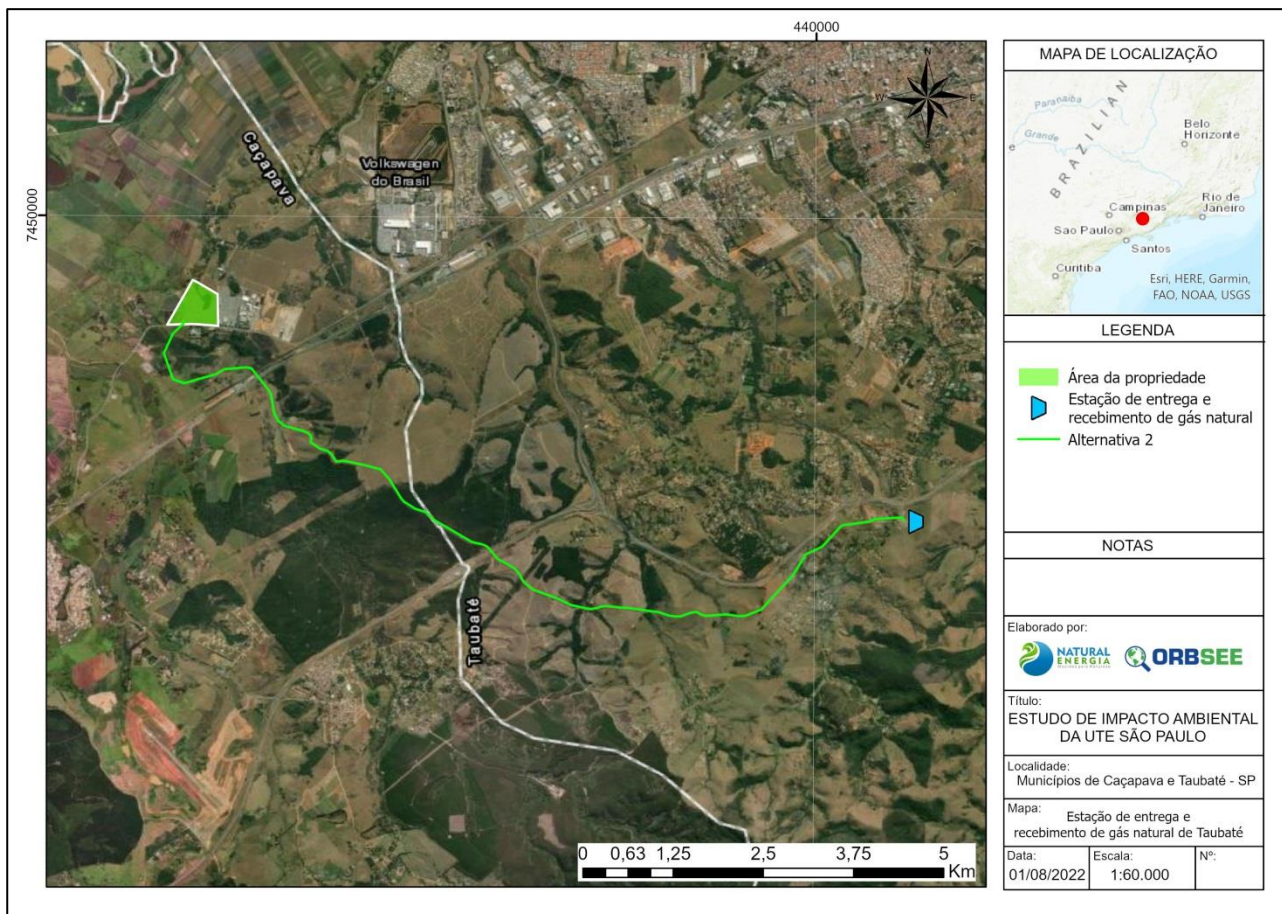 440000
7450000
N
W
E
S
Caçapava
Volkswagen
do Brasil
Taubaté
0 0,63 1,25 2,5 3,75 5
Km
MAPA DE LOCALIZAÇÃO
Paranaiba
Grande
e
BRAZILIAN
Belo
Horizonte
Campinas
Rio de
Janeiro
Sao Paulo
Santos
Curitiba
Esri, HERE, Garmin,
FAO, NOAA, USGS
LEGENDA
Área da propriedade
Estação de entrega e
recebimento de gás natural
Alternativa 2
NOTAS
Elaborado por:
NATURAL
ENERGIA
ORBSEE
Título:
ESTUDO DE IMPACTO AMBIENTAL
DA UTE SÃO PAULO
Localidade:
Municípios de Caçapava e Taubaté - SP
Mapa:
Estação de entrega e
recebimento de gás natural de Taubaté
Data:
01/08/2022
Escala:
1:60.000
Nº: